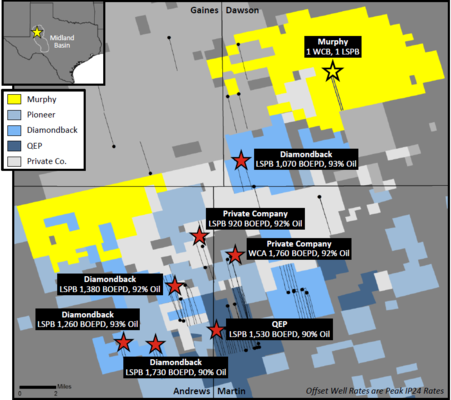 Gaines
Dawson
Midland
Basin
Murphy
1 WCB, 1 LSPB
Murphy
Pioneer
Diamondback
QEP
Private Co.
Diamondback
LSPB 1,070 BOEPD, 93% Oil
Private Company
LSPB 920 BOEPD, 92% Oil
Private Company
WCA 1,760 BOEPD, 92% Oil
Diamondback
LSPB 1,380 BOEPD, 92% Oil
Diamondback
LSPB 1,260 BOEPD, 93% Oil
QEP
LSPB 1,530 BOEPD, 90% Oil
Diamondback
LSPB 1,730 BOEPD, 90% Oil
Miles
0 2
Andrews
Martin
Offset Well Rates are Peak IP24 Rates